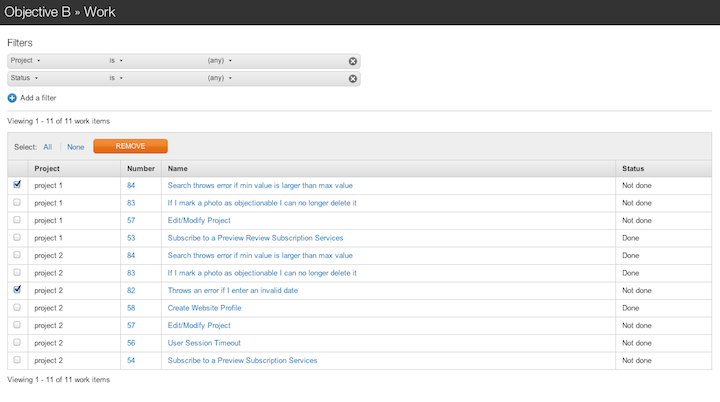 Objective B » Work
Filters
Project is (any)
Status is (any)
Add a filter
Viewing 1 - 11 of 11 work items
Select: All None REMOVE
Project Number Name Status
project 1 84 Search throws error if min value is larger than max value Not done
project 1 83 If I mark a photo as objectionable I can no longer delete it Not done
project 1 57 Edit/Modify Project Not done
project 1 53 Subscribe to a Preview Review Subscription Services Done
project 2 84 Search throws error if min value is larger than max value Done
project 2 83 If I mark a photo as objectionable I can no longer delete it Done
project 2 82 Throws an error if I enter an invalid date Not done
project 2 58 Create Website Profile Done
project 2 57 Edit/Modify Project Not done
project 2 56 User Session Timeout Not done
project 2 54 Subscribe to a Preview Subscription Services Not done
Viewing 1 - 11 of 11 work items